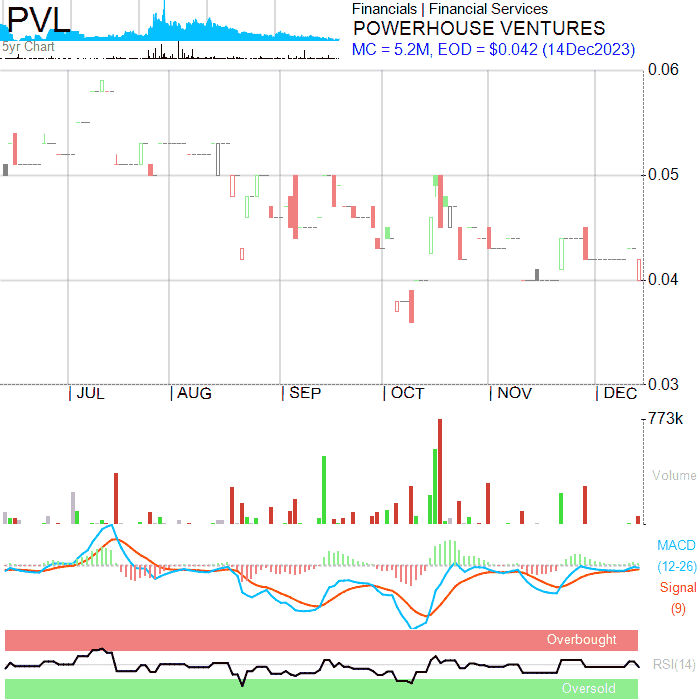 PVL
5yr Chart
Financials | Financial Services
POWERHOUSE VENTURES
MC = 5.2M, EOD = $0.042 (14Dec2023)
0.06
0.05
0.04
0.03
JUL
AUG
SEP
OCT
NOV
DEC
773k
Volume
MACD
(12-26)
Signal
(9)
Overbought
RSI(14)
Oversold